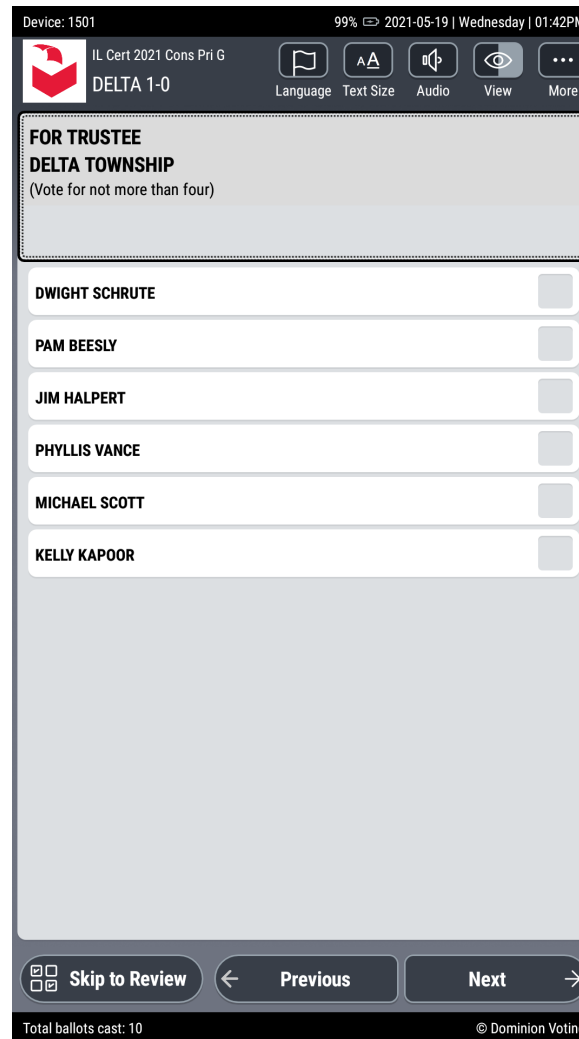 Device: 1501 99% 2021-05-19 | Wednesday | 01:42PM
IL Cert 2021 Cons Pri G
DELTA 1-0
Language Text Size Audio View More
FOR TRUSTEE
DELTA TOWNSHIP
(Vote for not more than four)
DWIGHT SCHRUTE
PAM BEESLY
JIM HALPERT
PHYLLIS VANCE
MICHAEL SCOTT
KELLY KAPOOR
Skip to Review Previous Next
Total ballots cast: 10 © Dominion Votin